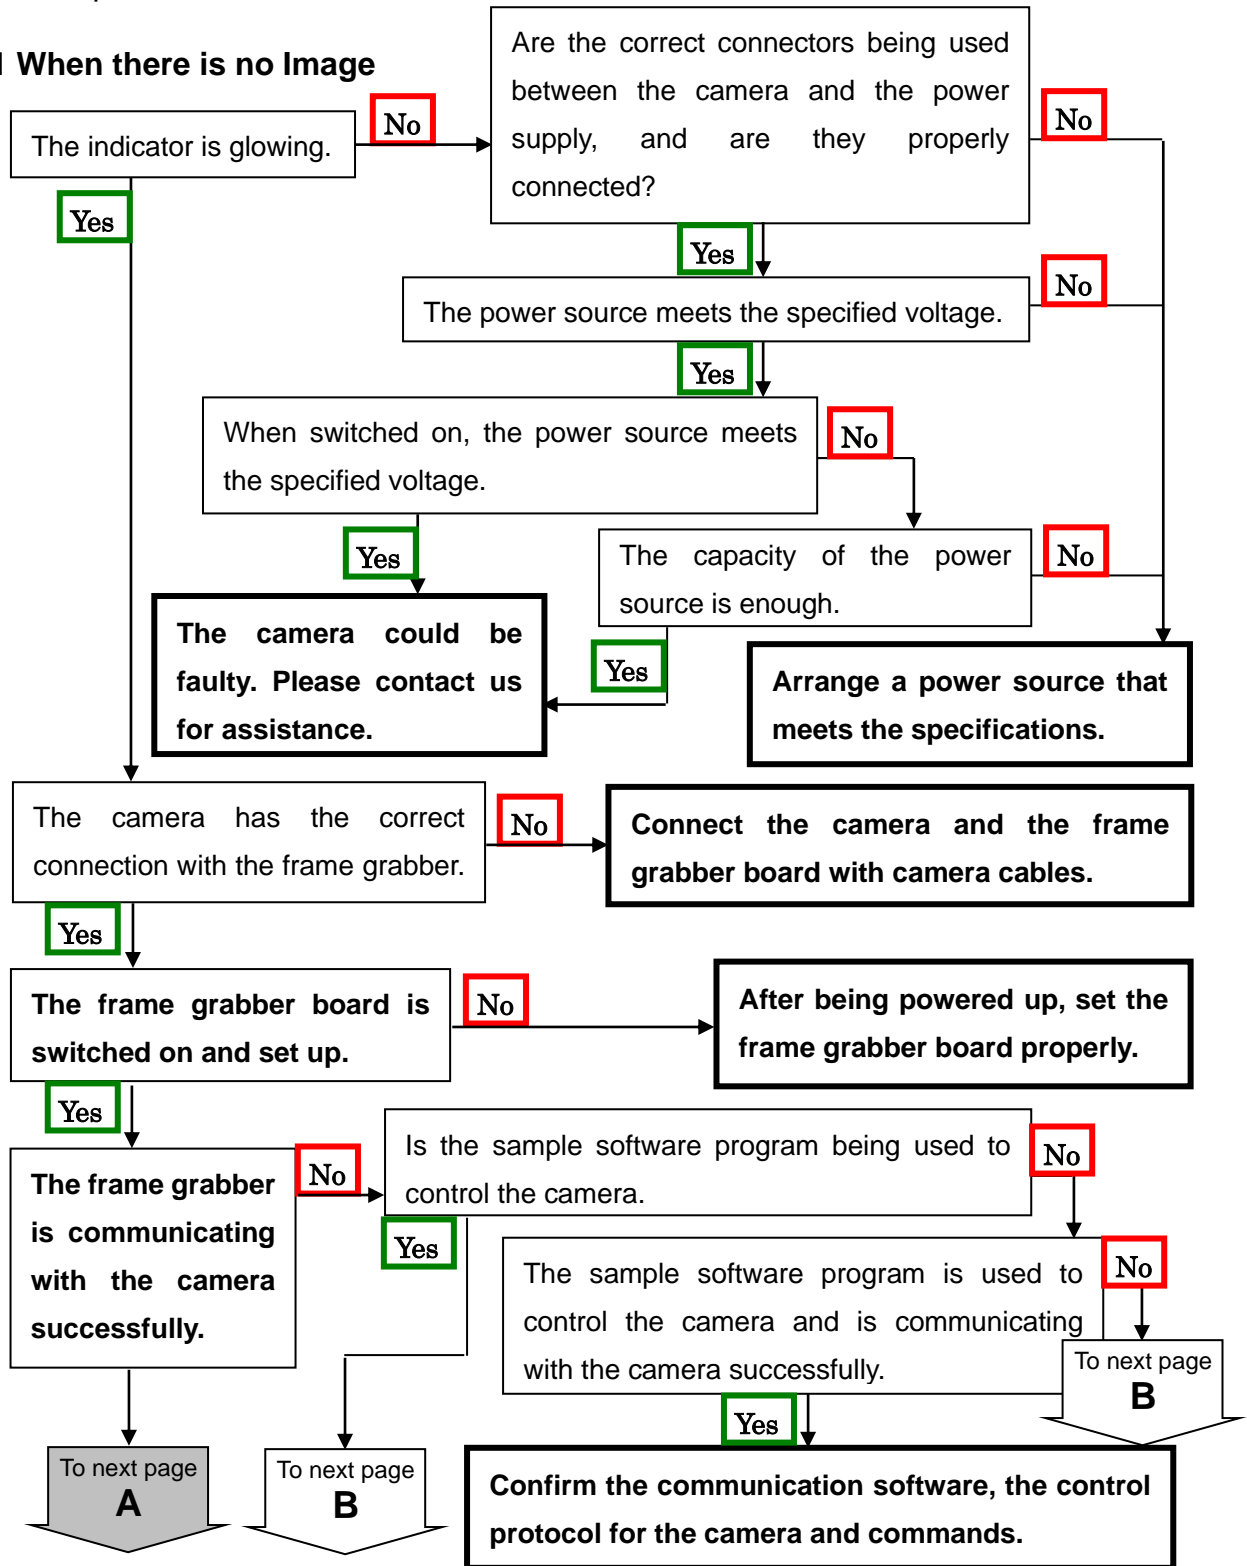 When there is no Image
Are the correct connectors being used
between the camera and the power
supply, and are they properly
connected?
No
No
The indicator is glowing.
Yes
Yes
No
The power source meets the specified voltage.
Yes
When switched on, the power source meets
the specified voltage.
No
Yes
The capacity of the power
source is enough.
No
The camera could be
faulty. Please contact us
for assistance.
Yes
Arrange a power source that
meets the specifications.
The camera has the correct
connection with the frame grabber.
No
Connect the camera and the frame
grabber board with camera cables.
Yes
The frame grabber board is
switched on and set up.
No
After being powered up, set the
frame grabber board properly.
Yes
Is the sample software program being used to
control the camera.
No
The frame grabber
is communicating
with the camera
successfully.
No
Yes
The sample software program is used to
control the camera and is communicating
with the camera successfully.
No
To next page
B
Yes
To next page
A
To next page
B
Confirm the communication software, the control
protocol for the camera and commands.